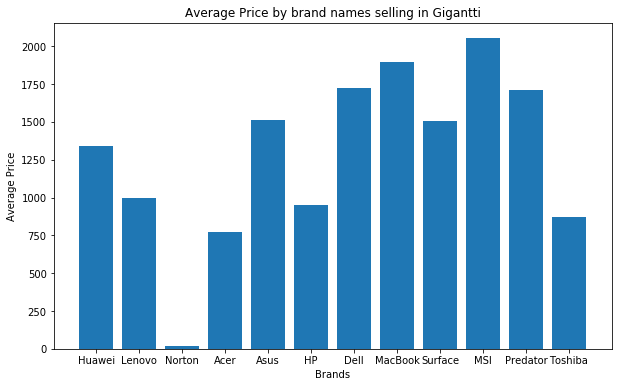 Average Price by brand names selling in Gigantti
Average Price
2000
1750
1500
1250
1000
750
500
250
0
Huawei Lenovo Norton Acer Asus HP Dell MacBook Surface MSI Predator Toshiba
Brands